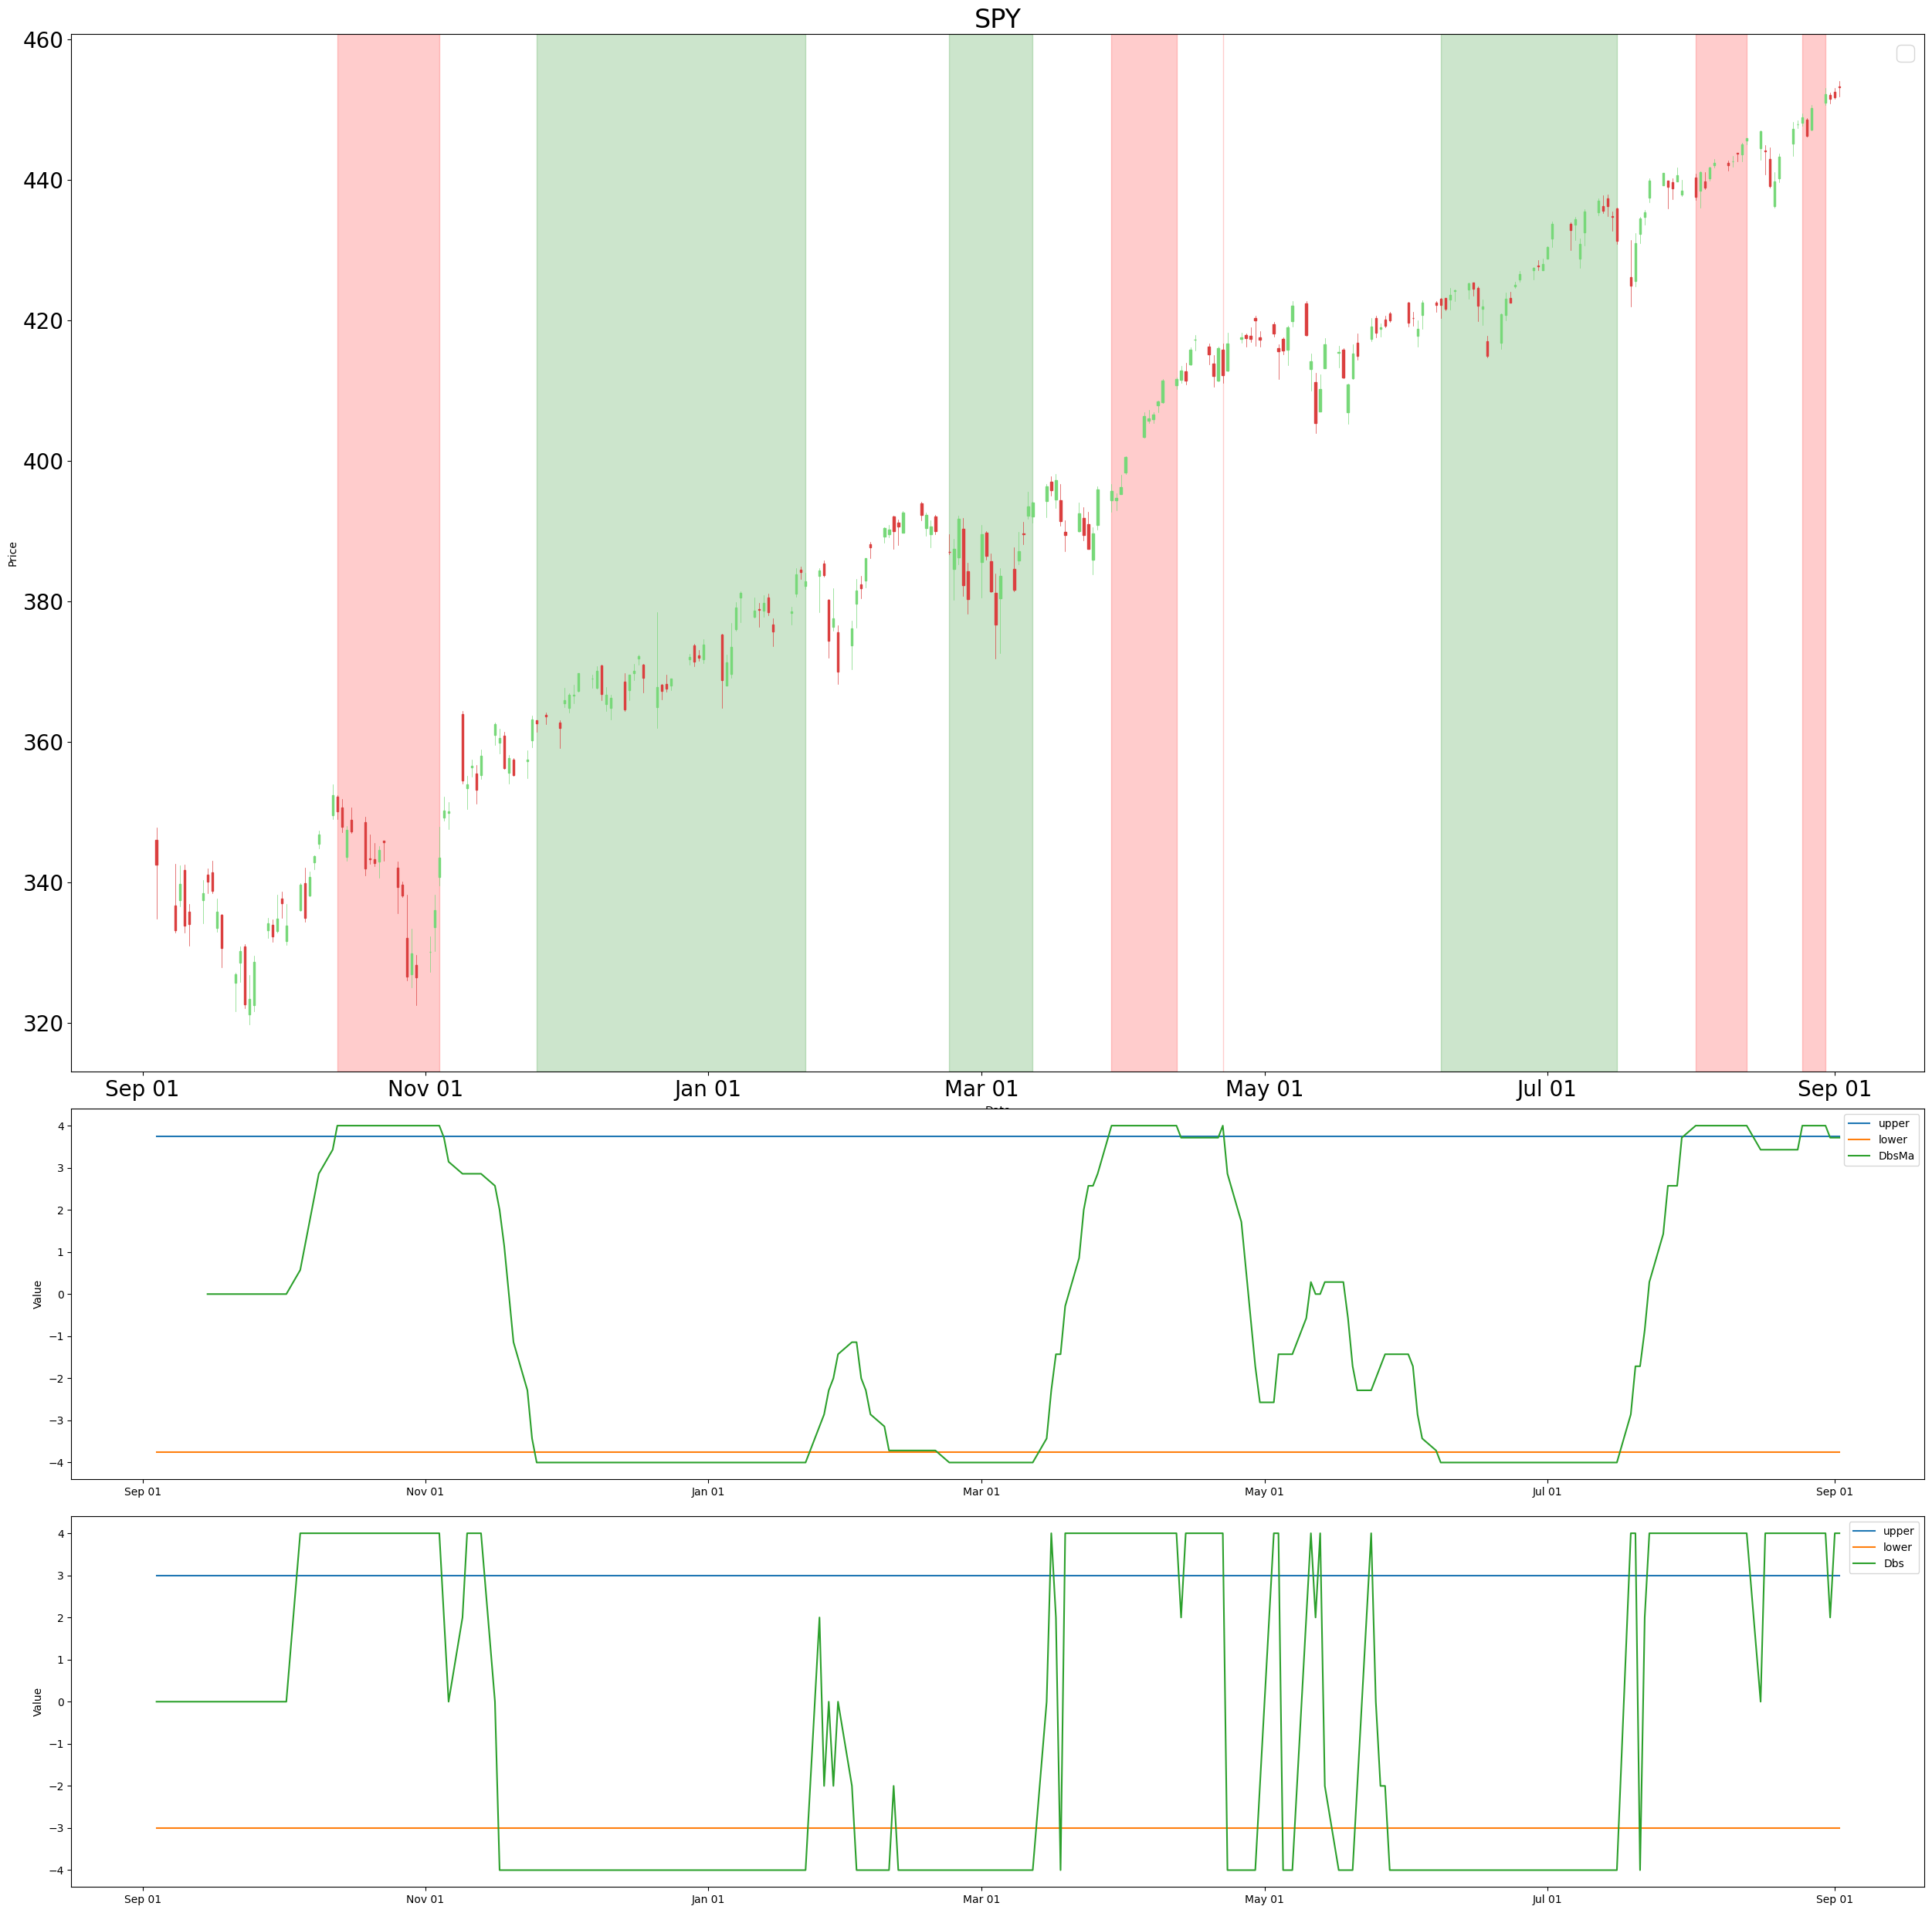 SPY
460
440
420
400
380
360
340
320
Price
Sep 01 Nov 01 Jan 01 Mar 01 May 01 Jul 01 Sep 01
Date
4
3
2
1
0
−1
−2
−3
−4
Value
upper
lower
DbsMa
Sep 01 Nov 01 Jan 01 Mar 01 May 01 Jul 01 Sep 01
4
3
2
1
0
−1
−2
−3
−4
Value
upper
lower
Dbs
Sep 01 Nov 01 Jan 01 Mar 01 May 01 Jul 01 Sep 01